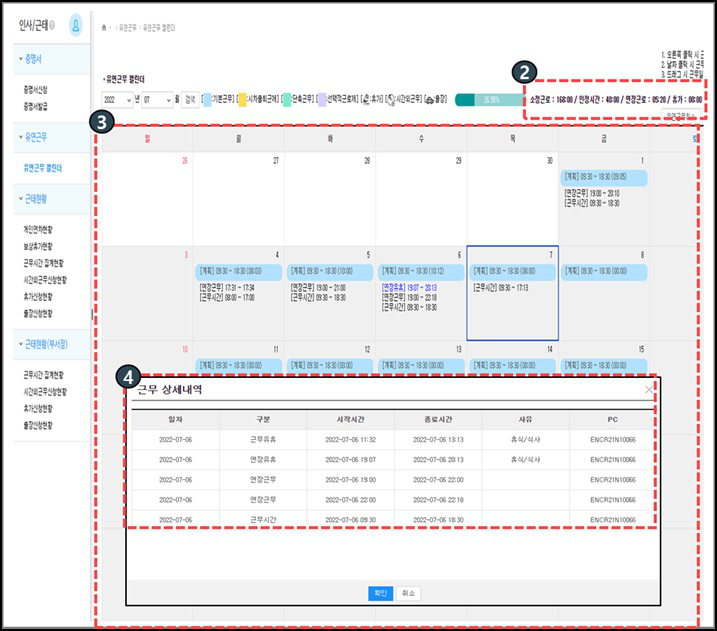 인사/근태
증명서
증명서신청
증명서발급
유연근무
유연근무 캘린더
근태현황
개인연차현황
보상휴가현황
근무시간 집계현황
시간외근무신청현황
휴가신청현황
출장신청현황
근태현황(부서장)
근무시간 집계현황
시간외근무신청현황
휴가신청현황
출장신청현황
유연근무 › 유연근무 캘린더
1. 오른쪽 클릭 시
2. 날짜 클릭 시 근무
3. 드래그 시 근무일
2
· 유연근무 캘린더
2022 년 07 월 검색 [ :기본근무] [ :시차출퇴근제] [ :단축근무] [ :선택적근로제] [ :휴가] [ :시간외근무] [ :출장]
소정근로 : 168:00 / 인정시간 : 48:00 / 연장근로 : 05:20 / 휴가 : 00:00
3
일 월 화 수 목 금 토
26 27 28 29 30 1
[계획] 09:30 ~ 18:30 (09:05)
[연장근무] 19:00 ~ 20:10
[근무시간] 09:30 ~ 18:30
3 4 5 6 7 8
[계획] 09:30 ~ 18:30 (08:03) [계획] 09:30 ~ 18:30 (10:00) [계획] 09:30 ~ 18:30 (10:12) [계획] 09:30 ~ 18:30 (08:00) [계획] 09:30 ~ 18:30 (00:00)
[연장근무] 17:31 ~ 17:34 [연장근무] 19:00 ~ 21:00 [연장유휴] 19:07 ~ 20:13 [근무시간] 09:30 ~ 17:13
[근무시간] 08:00 ~ 17:00 [근무시간] 09:30 ~ 18:30 [연장근무] 19:00 ~ 22:18
[근무시간] 09:30 ~ 18:30
10 11 12 13 14 15
[계획] 09:30 ~ 18:30 (00:00) [계획] 09:30 ~ 18:30 (00:00) [계획] 09:30 ~ 18:30 (00:00) [계획] 09:30 ~ 18:30 (00:00) [계획] 09:30 ~ 18:30 (00:00)
4
근무 상세내역
일자 구분 시작시간 종료시간 사유 PC
2022-07-06 근무유휴 2022-07-06 11:32 2022-07-06 13:13 휴식/식사 ENCR21N10066
2022-07-06 연장유휴 2022-07-06 19:07 2022-07-06 20:13 휴식/식사 ENCR21N10066
2022-07-06 연장근무 2022-07-06 19:00 2022-07-06 22:00 ENCR21N10066
2022-07-06 연장근무 2022-07-06 22:00 2022-07-06 22:18 ENCR21N10066
2022-07-06 근무시간 2022-07-06 09:30 2022-07-06 18:30 ENCR21N10066
확인 취소